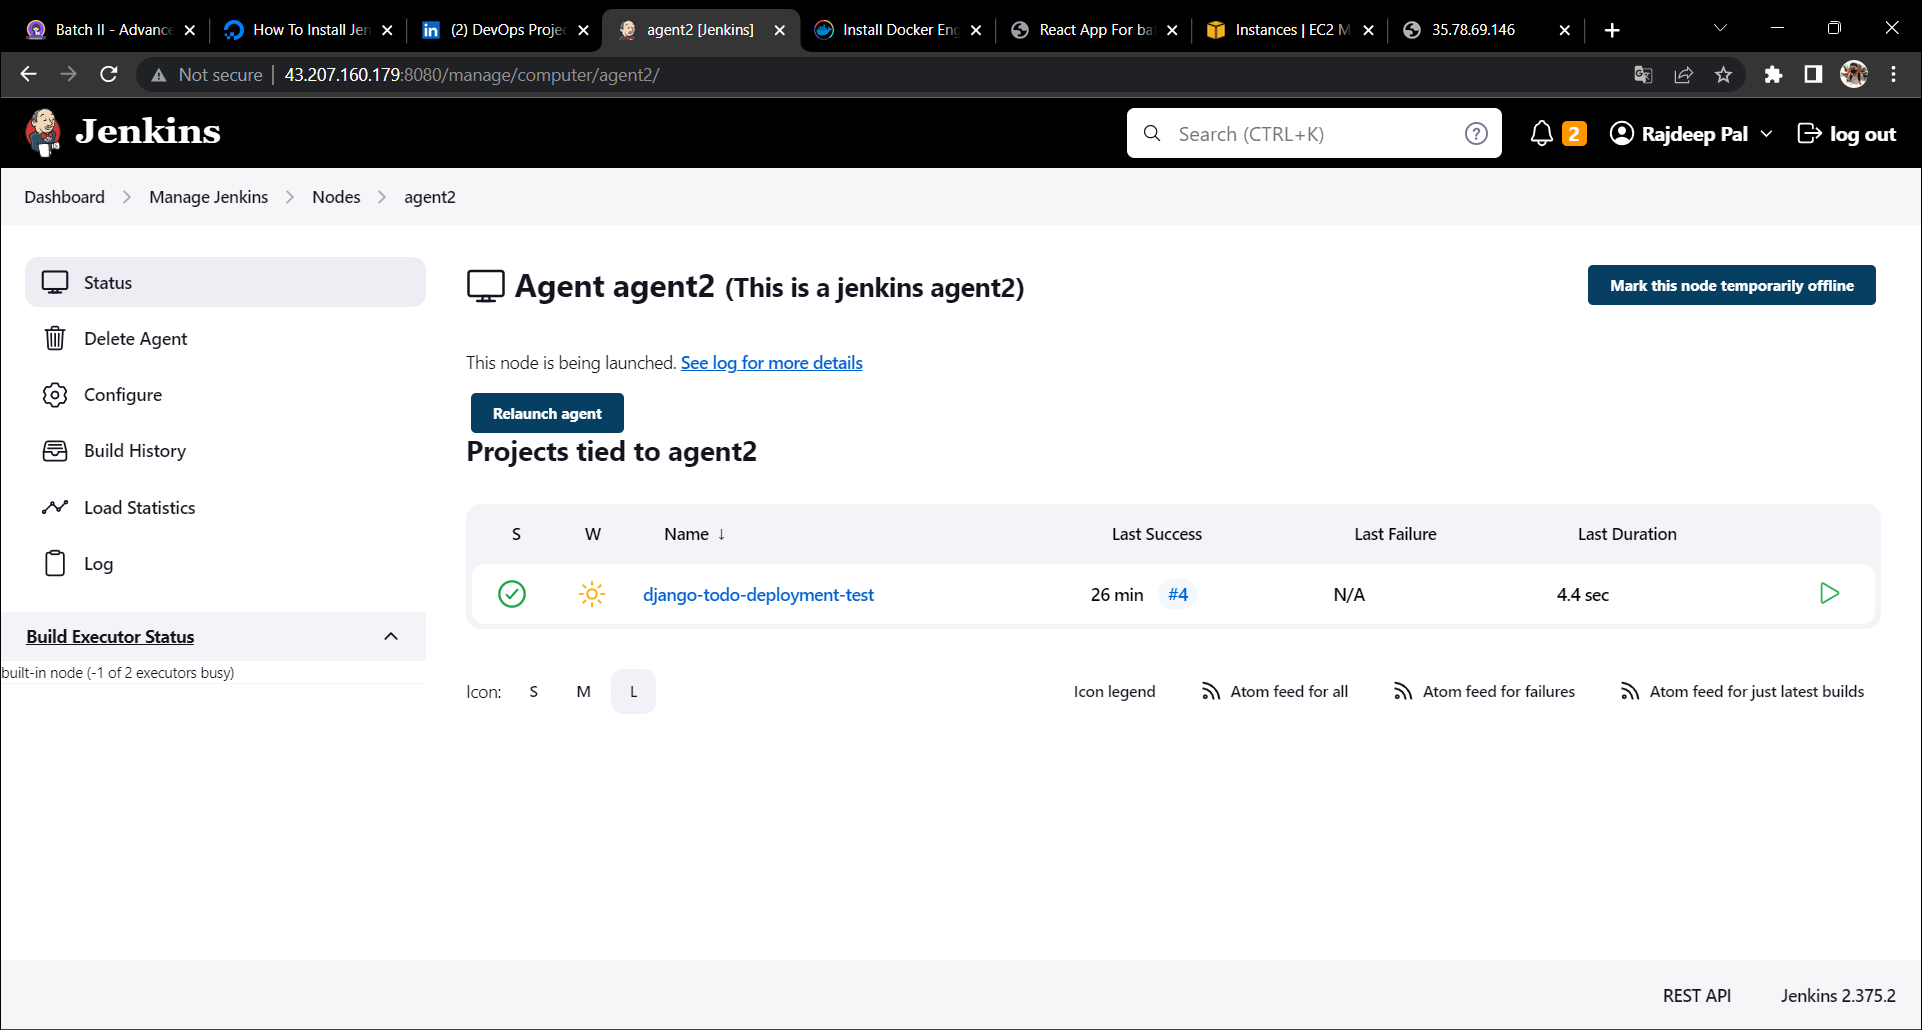 Batch II - Advance
How To Install Jen
(2) DevOps Projec
agent2 [Jenkins]
Install Docker Eng
React App For ba
Instances | EC2 M
35.78.69.146
Not secure | 43.207.160.179:8080/manage/computer/agent2/
Jenkins
Search (CTRL+K)
2
Rajdeep Pal
log out
Dashboard
Manage Jenkins
Nodes
agent2
Status
Delete Agent
Configure
Build History
Load Statistics
Log
Build Executor Status
built-in node (-1 of 2 executors busy)
Agent agent2 (This is a jenkins agent2)
Mark this node temporarily offline
This node is being launched. See log for more details
Relaunch agent
Projects tied to agent2
S W Name ↓ Last Success Last Failure Last Duration
django-todo-deployment-test 26 min #4 N/A 4.4 sec
Icon: S M L
Icon legend
Atom feed for all
Atom feed for failures
Atom feed for just latest builds
REST API
Jenkins 2.375.2